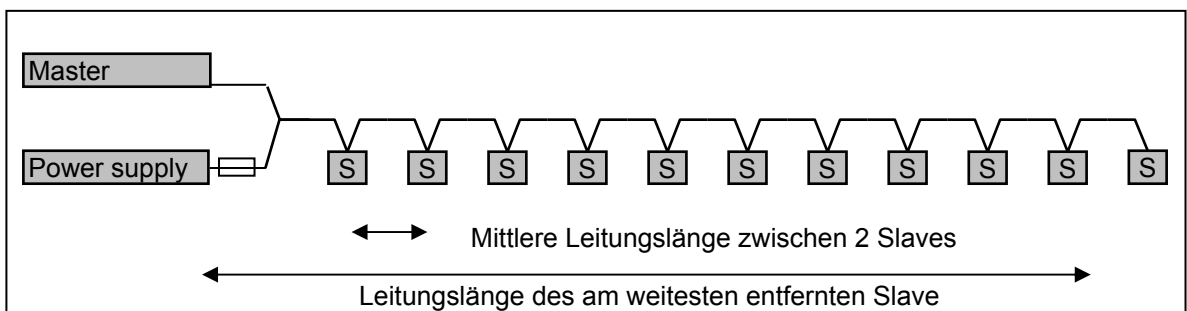 Master
Power supply
S S S S S S S S S S S
Mittlere Leitungslänge zwischen 2 Slaves
Leitungslänge des am weitesten entfernten Slave